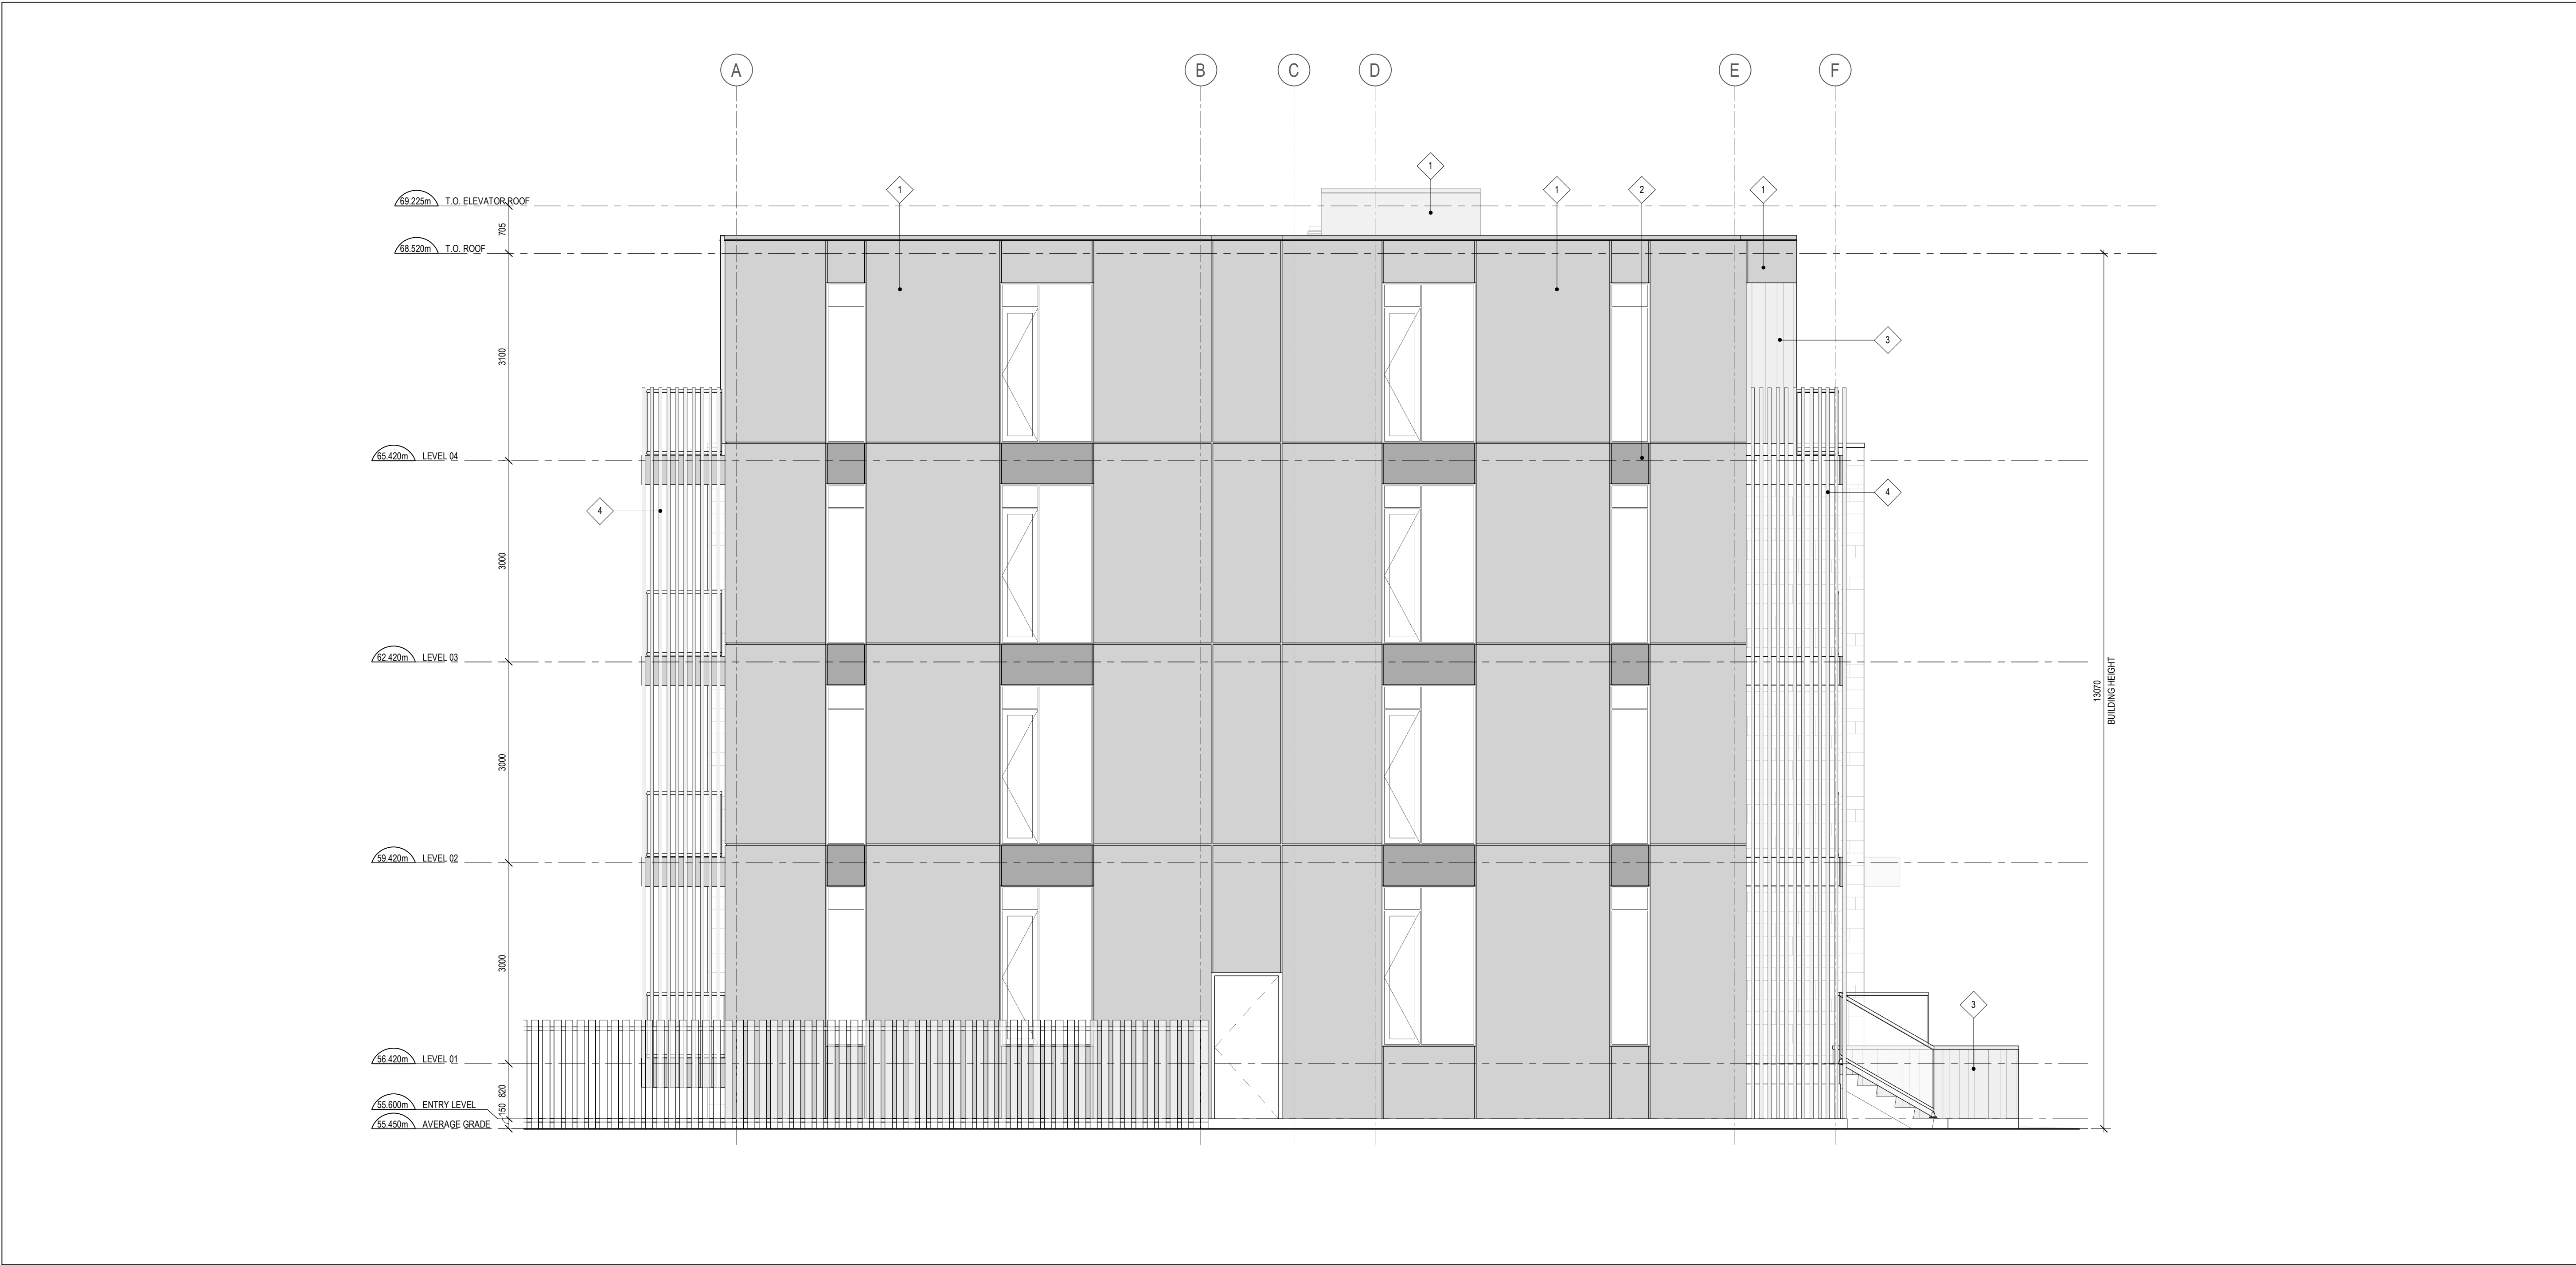 A B C D E F
1
1 1 2 1
69.225m T.O. ELEVATOR ROOF
705
68.520m T.O. ROOF
3100
3
65.420m LEVEL 04
4
4
3000
62.420m LEVEL 03
13070
BUILDING HEIGHT
3000
59.420m LEVEL 02
3000
3
56.420m LEVEL 01
820
55.600m ENTRY LEVEL
150
55.450m AVERAGE GRADE